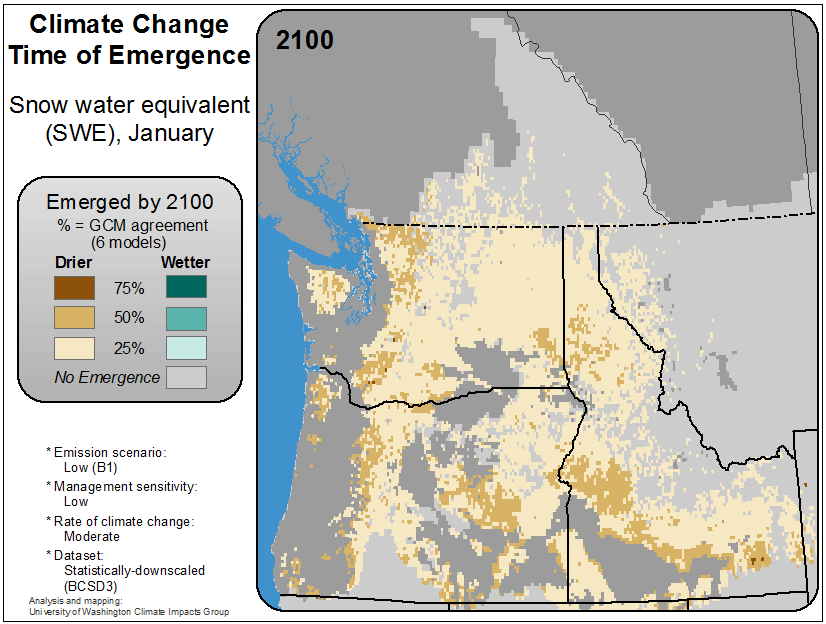 Climate Change
Time of Emergence
Snow water equivalent
(SWE), January
2100
Emerged by 2100
% = GCM agreement
(6 models)
Drier Wetter
75%
50%
25%
No Emergence
* Emission scenario:
Low (B1)
* Management sensitivity:
Low
* Rate of climate change:
Moderate
* Dataset:
Statistically-downscaled
(BCSD3)
Analysis and mapping:
University of Washington Climate Impacts Group